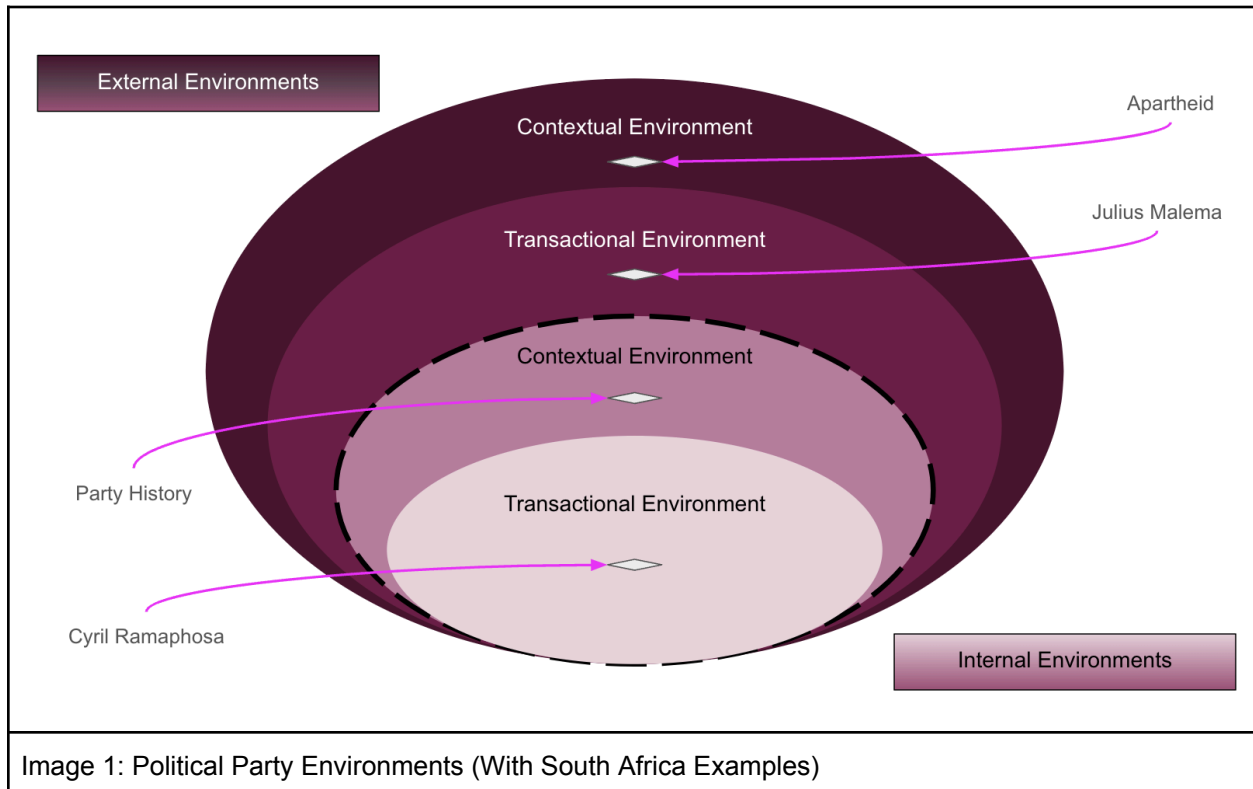 External Environments
Apartheid
Contextual Environment
Julius Malema
Transactional Environment
Contextual Environment
Party History
Transactional Environment
Cyril Ramaphosa
Internal Environments
Image 1: Political Party Environments (With South Africa Examples)